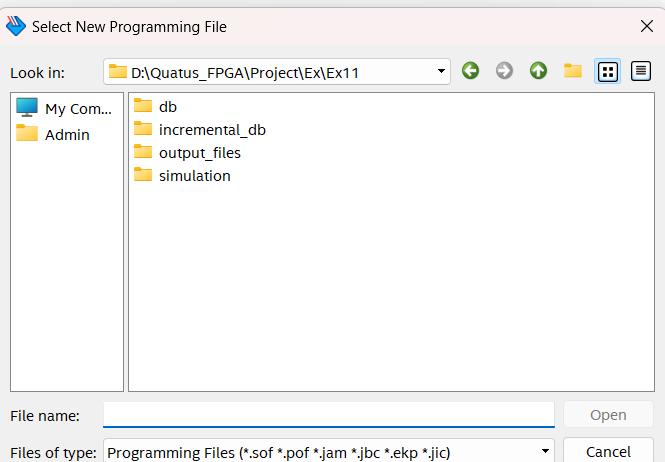 Select New Programming File
Look in: D:\Quatus_FPGA\Project\Ex\Ex11
My Com...
Admin
db
incremental_db
output_files
simulation
File name: Open
Files of type: Programming Files (*.sof *.pof *.jam *.jbc *.ekp *.jic) Cancel